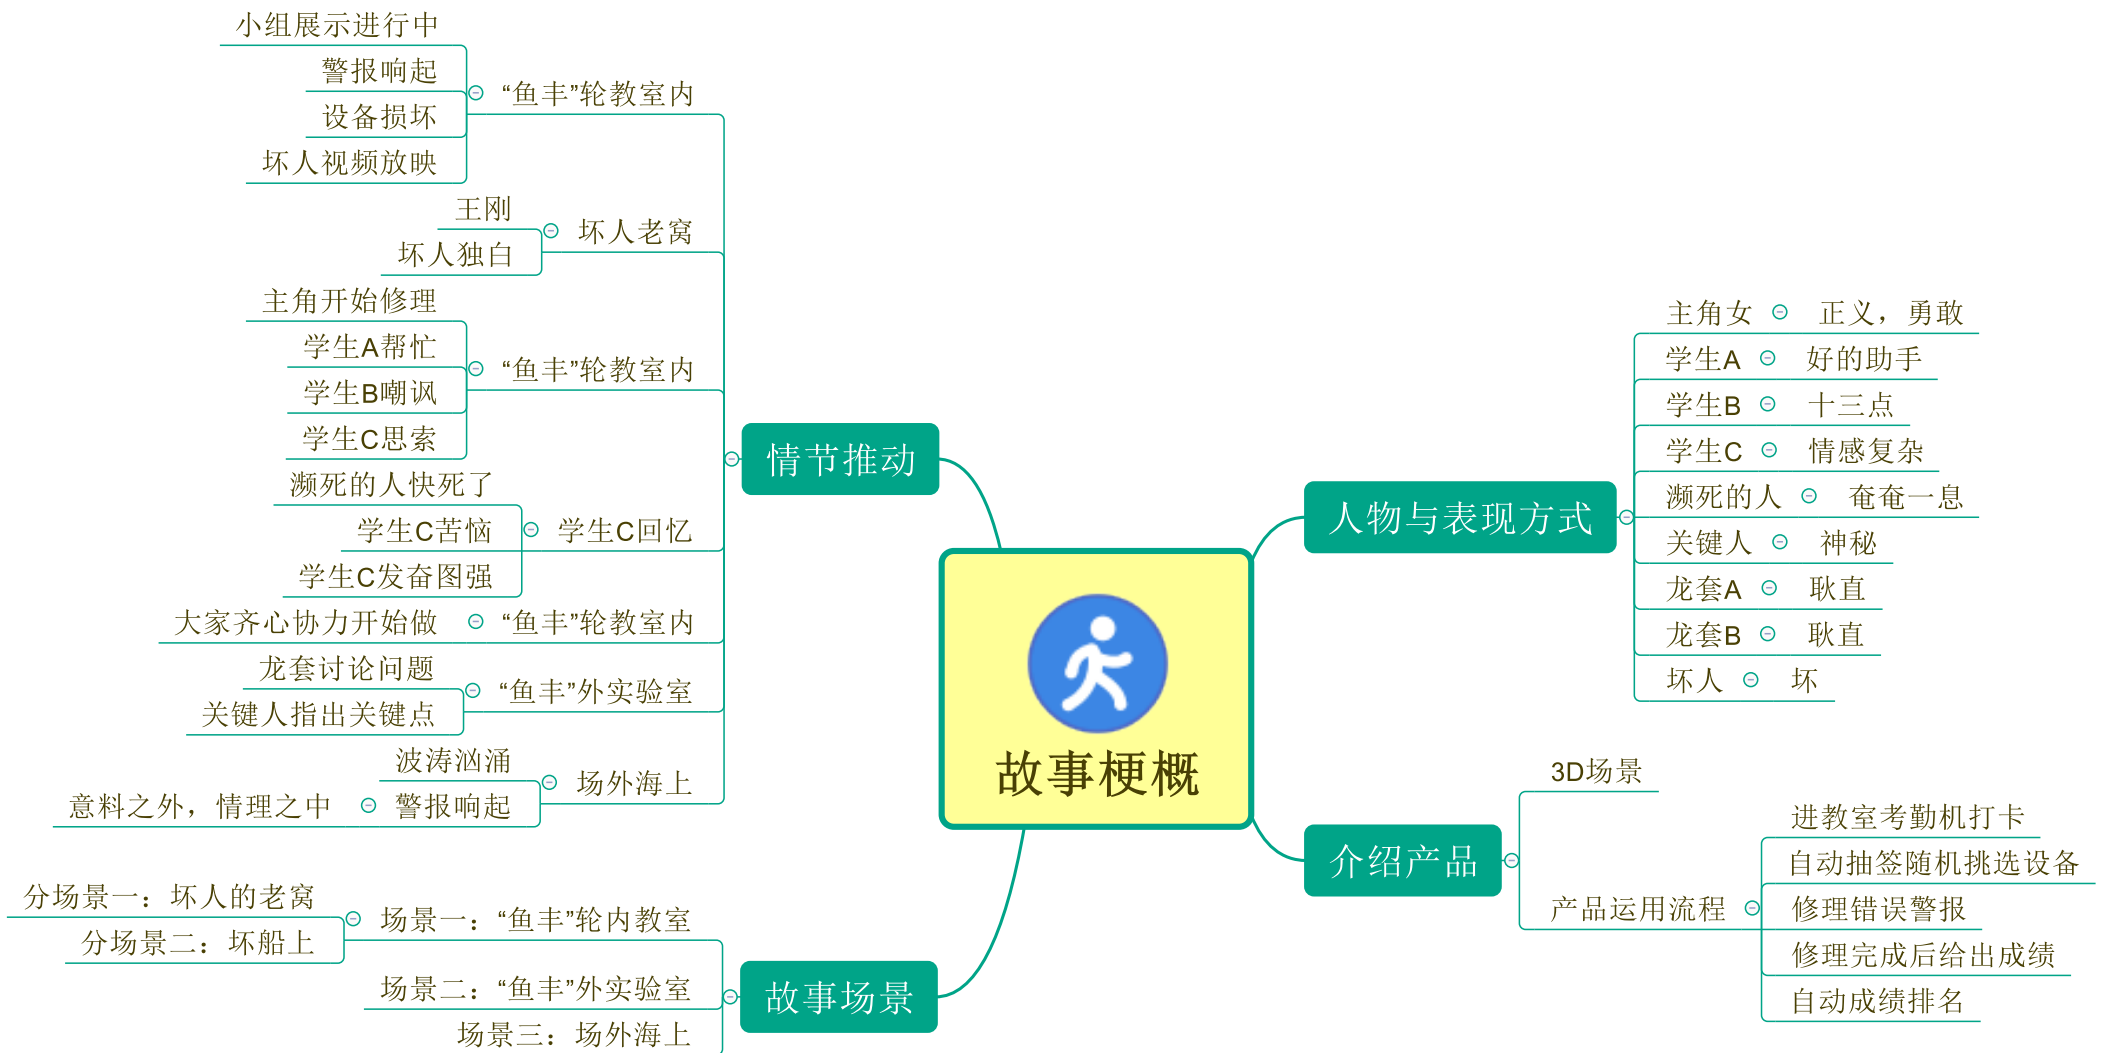 故事梗概
情节推动
“鱼丰”轮教室内
小组展示进行中
警报响起
设备损坏
坏人视频放映
坏人老窝
王刚
坏人独白
“鱼丰”轮教室内
主角开始修理
学生A帮忙
学生B嘲讽
学生C思索
学生C回忆
濒死的人快死了
学生C苦恼
学生C发奋图强
“鱼丰”轮教室内
大家齐心协力开始做
“鱼丰”外实验室
龙套讨论问题
关键人指出关键点
场外海上
波涛汹涌
警报响起
意料之外，情理之中
故事场景
场景一：“鱼丰”轮内教室
分场景一：坏人的老窝
分场景二：坏船上
场景二：“鱼丰”外实验室
场景三：场外海上
人物与表现方式
主角女
正义，勇敢
学生A
好的助手
学生B
十三点
学生C
情感复杂
濒死的人
奄奄一息
关键人
神秘
龙套A
耿直
龙套B
耿直
坏人
坏
介绍产品
3D场景
产品运用流程
进教室考勤机打卡
自动抽签随机挑选设备
修理错误警报
修理完成后给出成绩
自动成绩排名